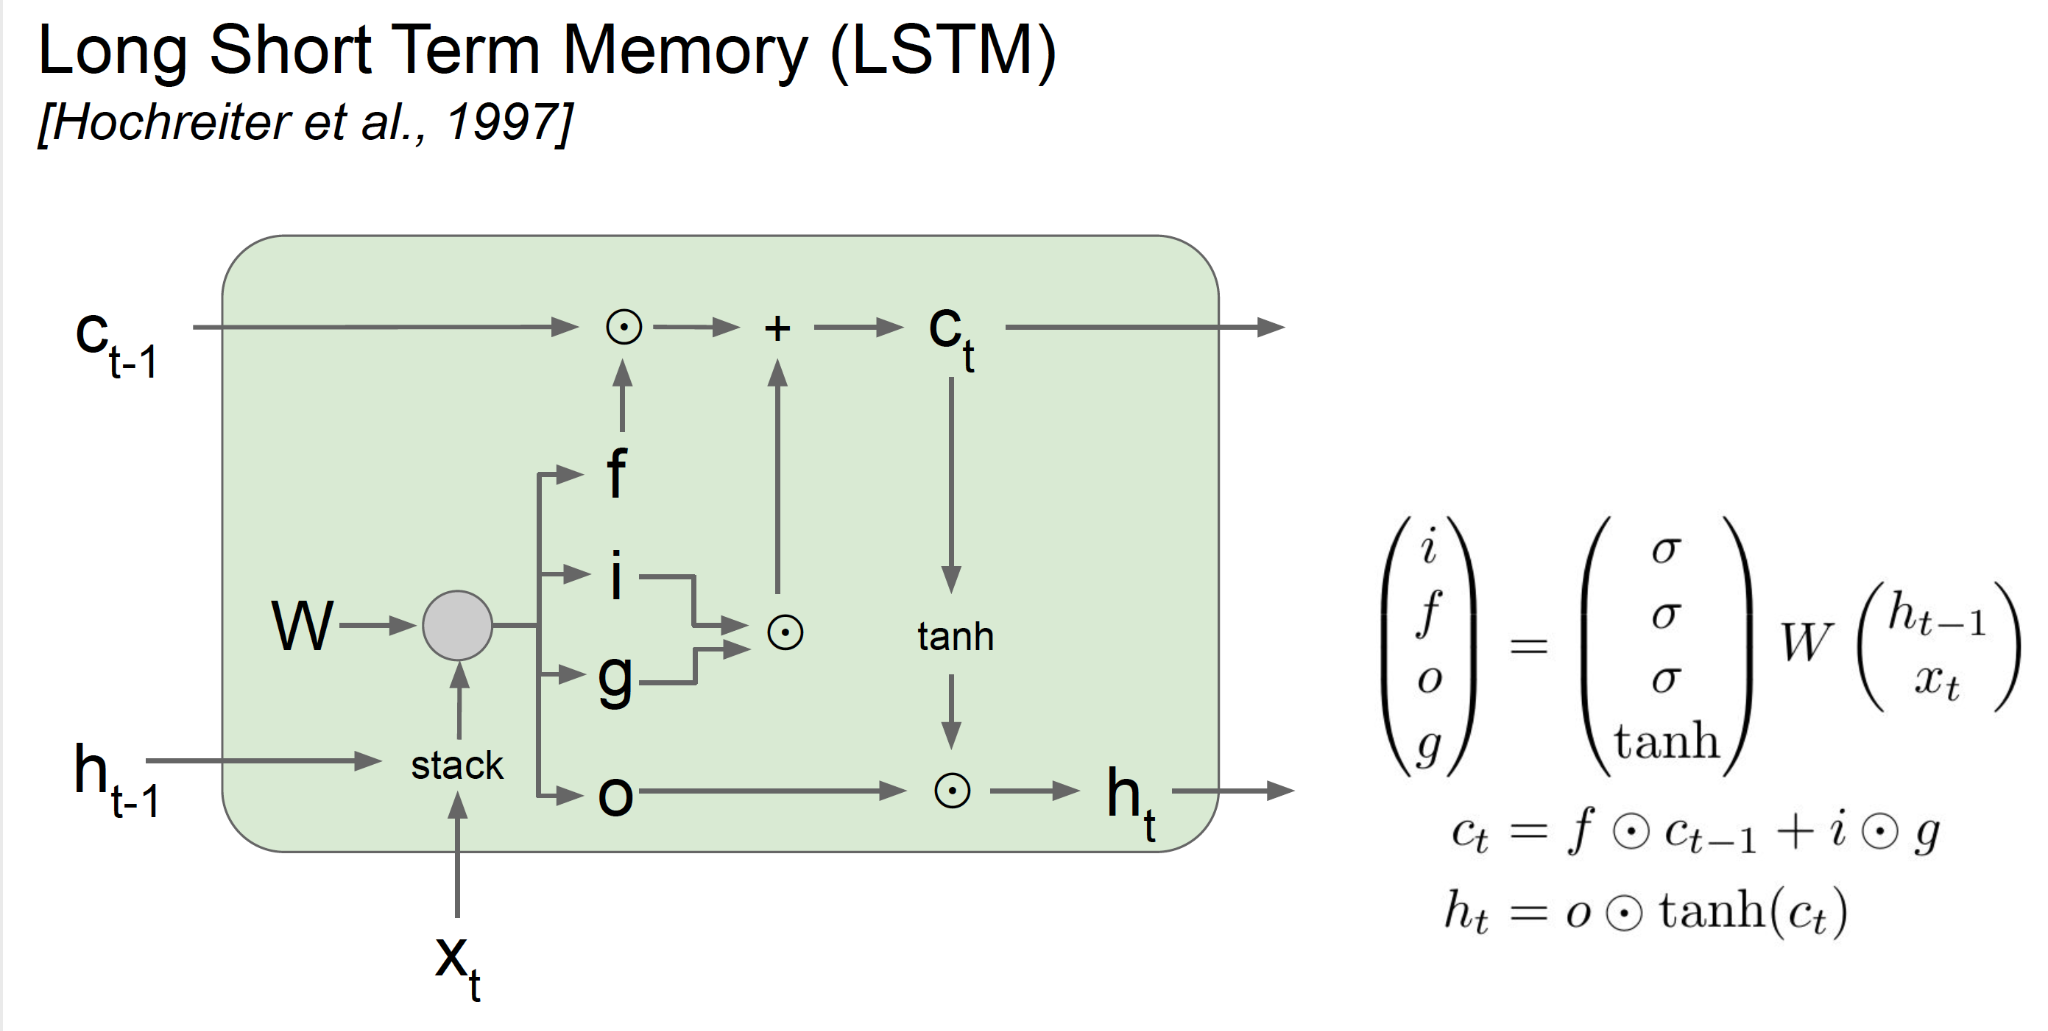 Long Short Term Memory (LSTM)
[Hochreiter et al., 1997]
c_{t-1} ⊙ + c_t
f
i
W ⊙ tanh
g
h_{t-1} stack
o ⊙ h_t
x_t
(i f o g) = (σ σ σ tanh) W (h_{t-1} x_t)
c_t = f ⊙ c_{t-1} + i ⊙ g
h_t = o ⊙ tanh(c_t)